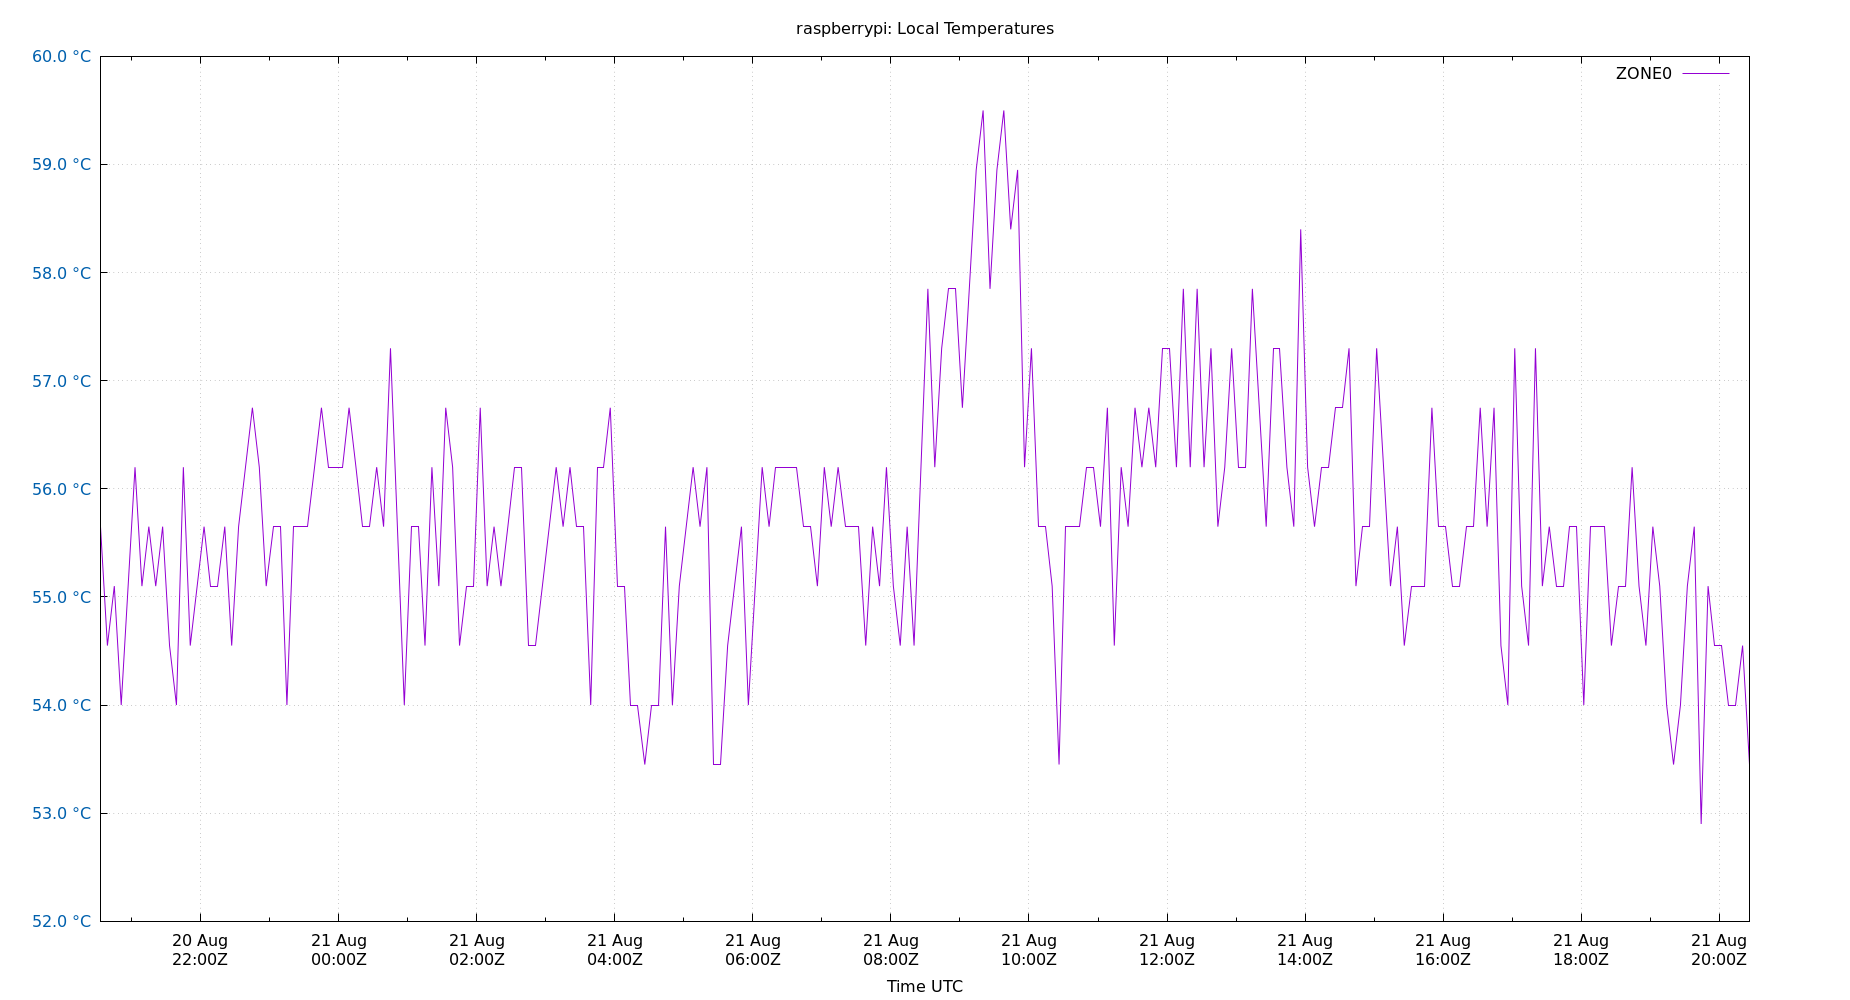 raspberrypi: Local Temperatures
60.0 °C
ZONE0
59.0 °C
58.0 °C
57.0 °C
56.0 °C
55.0 °C
54.0 °C
53.0 °C
52.0 °C
20 Aug 21 Aug 21 Aug 21 Aug 21 Aug 21 Aug 21 Aug 21 Aug 21 Aug 21 Aug 21 Aug 21 Aug
22:00Z 00:00Z 02:00Z 04:00Z 06:00Z 08:00Z 10:00Z 12:00Z 14:00Z 16:00Z 18:00Z 20:00Z
Time UTC